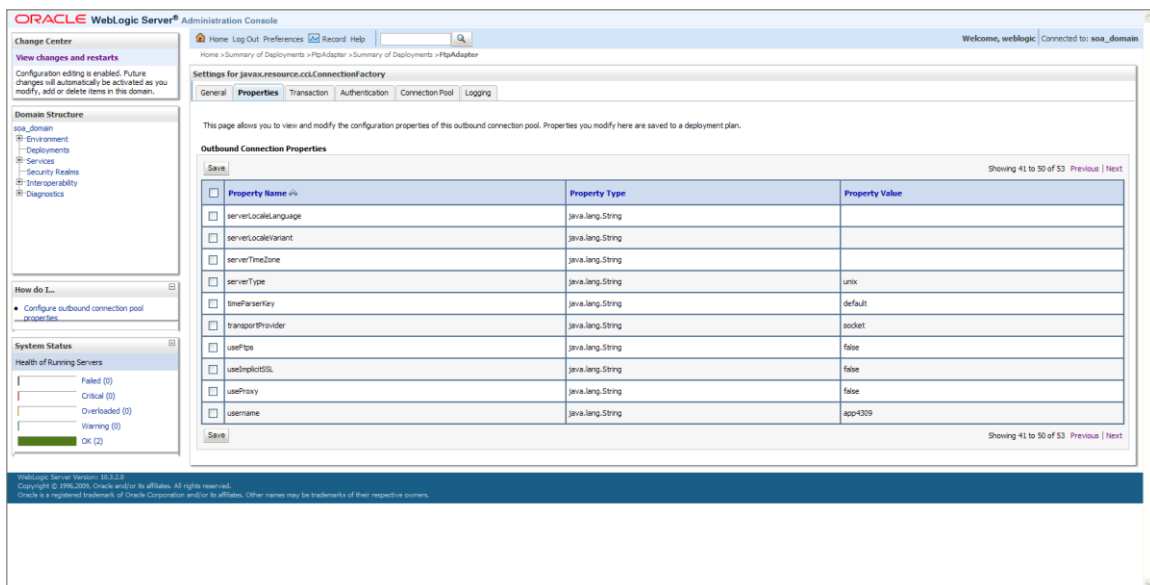 ORACLE WebLogic Server® Administration Console
Change Center
View changes and restarts
Configuration editing is enabled. Future
changes will automatically be activated as you
modify, add or delete items in this domain.
Domain Structure
soa_domain
Environment
Deployments
Services
Security Realms
Interoperability
Diagnostics
How do I...
Configure outbound connection pool
properties
System Status
Health of Running Servers
Failed (0)
Critical (0)
Overloaded (0)
Warning (0)
OK (2)
Home Log Out Preferences Record Help
Welcome, weblogic Connected to: soa_domain
Home >Summary of Deployments >FtpAdapter >Summary of Deployments >FtpAdapter
Settings for javax.resource.cci.ConnectionFactory
General Properties Transaction Authentication Connection Pool Logging
This page allows you to view and modify the configuration properties of this outbound connection pool. Properties you modify here are saved to a deployment plan.
Outbound Connection Properties
Save Showing 41 to 50 of 53 Previous | Next
Property Name Property Type Property Value
serverLocaleLanguage java.lang.String
serverLocaleVariant java.lang.String
serverTimeZone java.lang.String
serverType java.lang.String unix
timeParserKey java.lang.String default
transportProvider java.lang.String socket
useFtps java.lang.String false
useImplicitSSL java.lang.String false
useProxy java.lang.String false
username java.lang.String app4309
Save Showing 41 to 50 of 53 Previous | Next
WebLogic Server Version: 10.3.2.0
Copyright © 1996,2009, Oracle and/or its affiliates. All rights reserved.
Oracle is a registered trademark of Oracle Corporation and/or its affiliates. Other names may be trademarks of their respective owners.